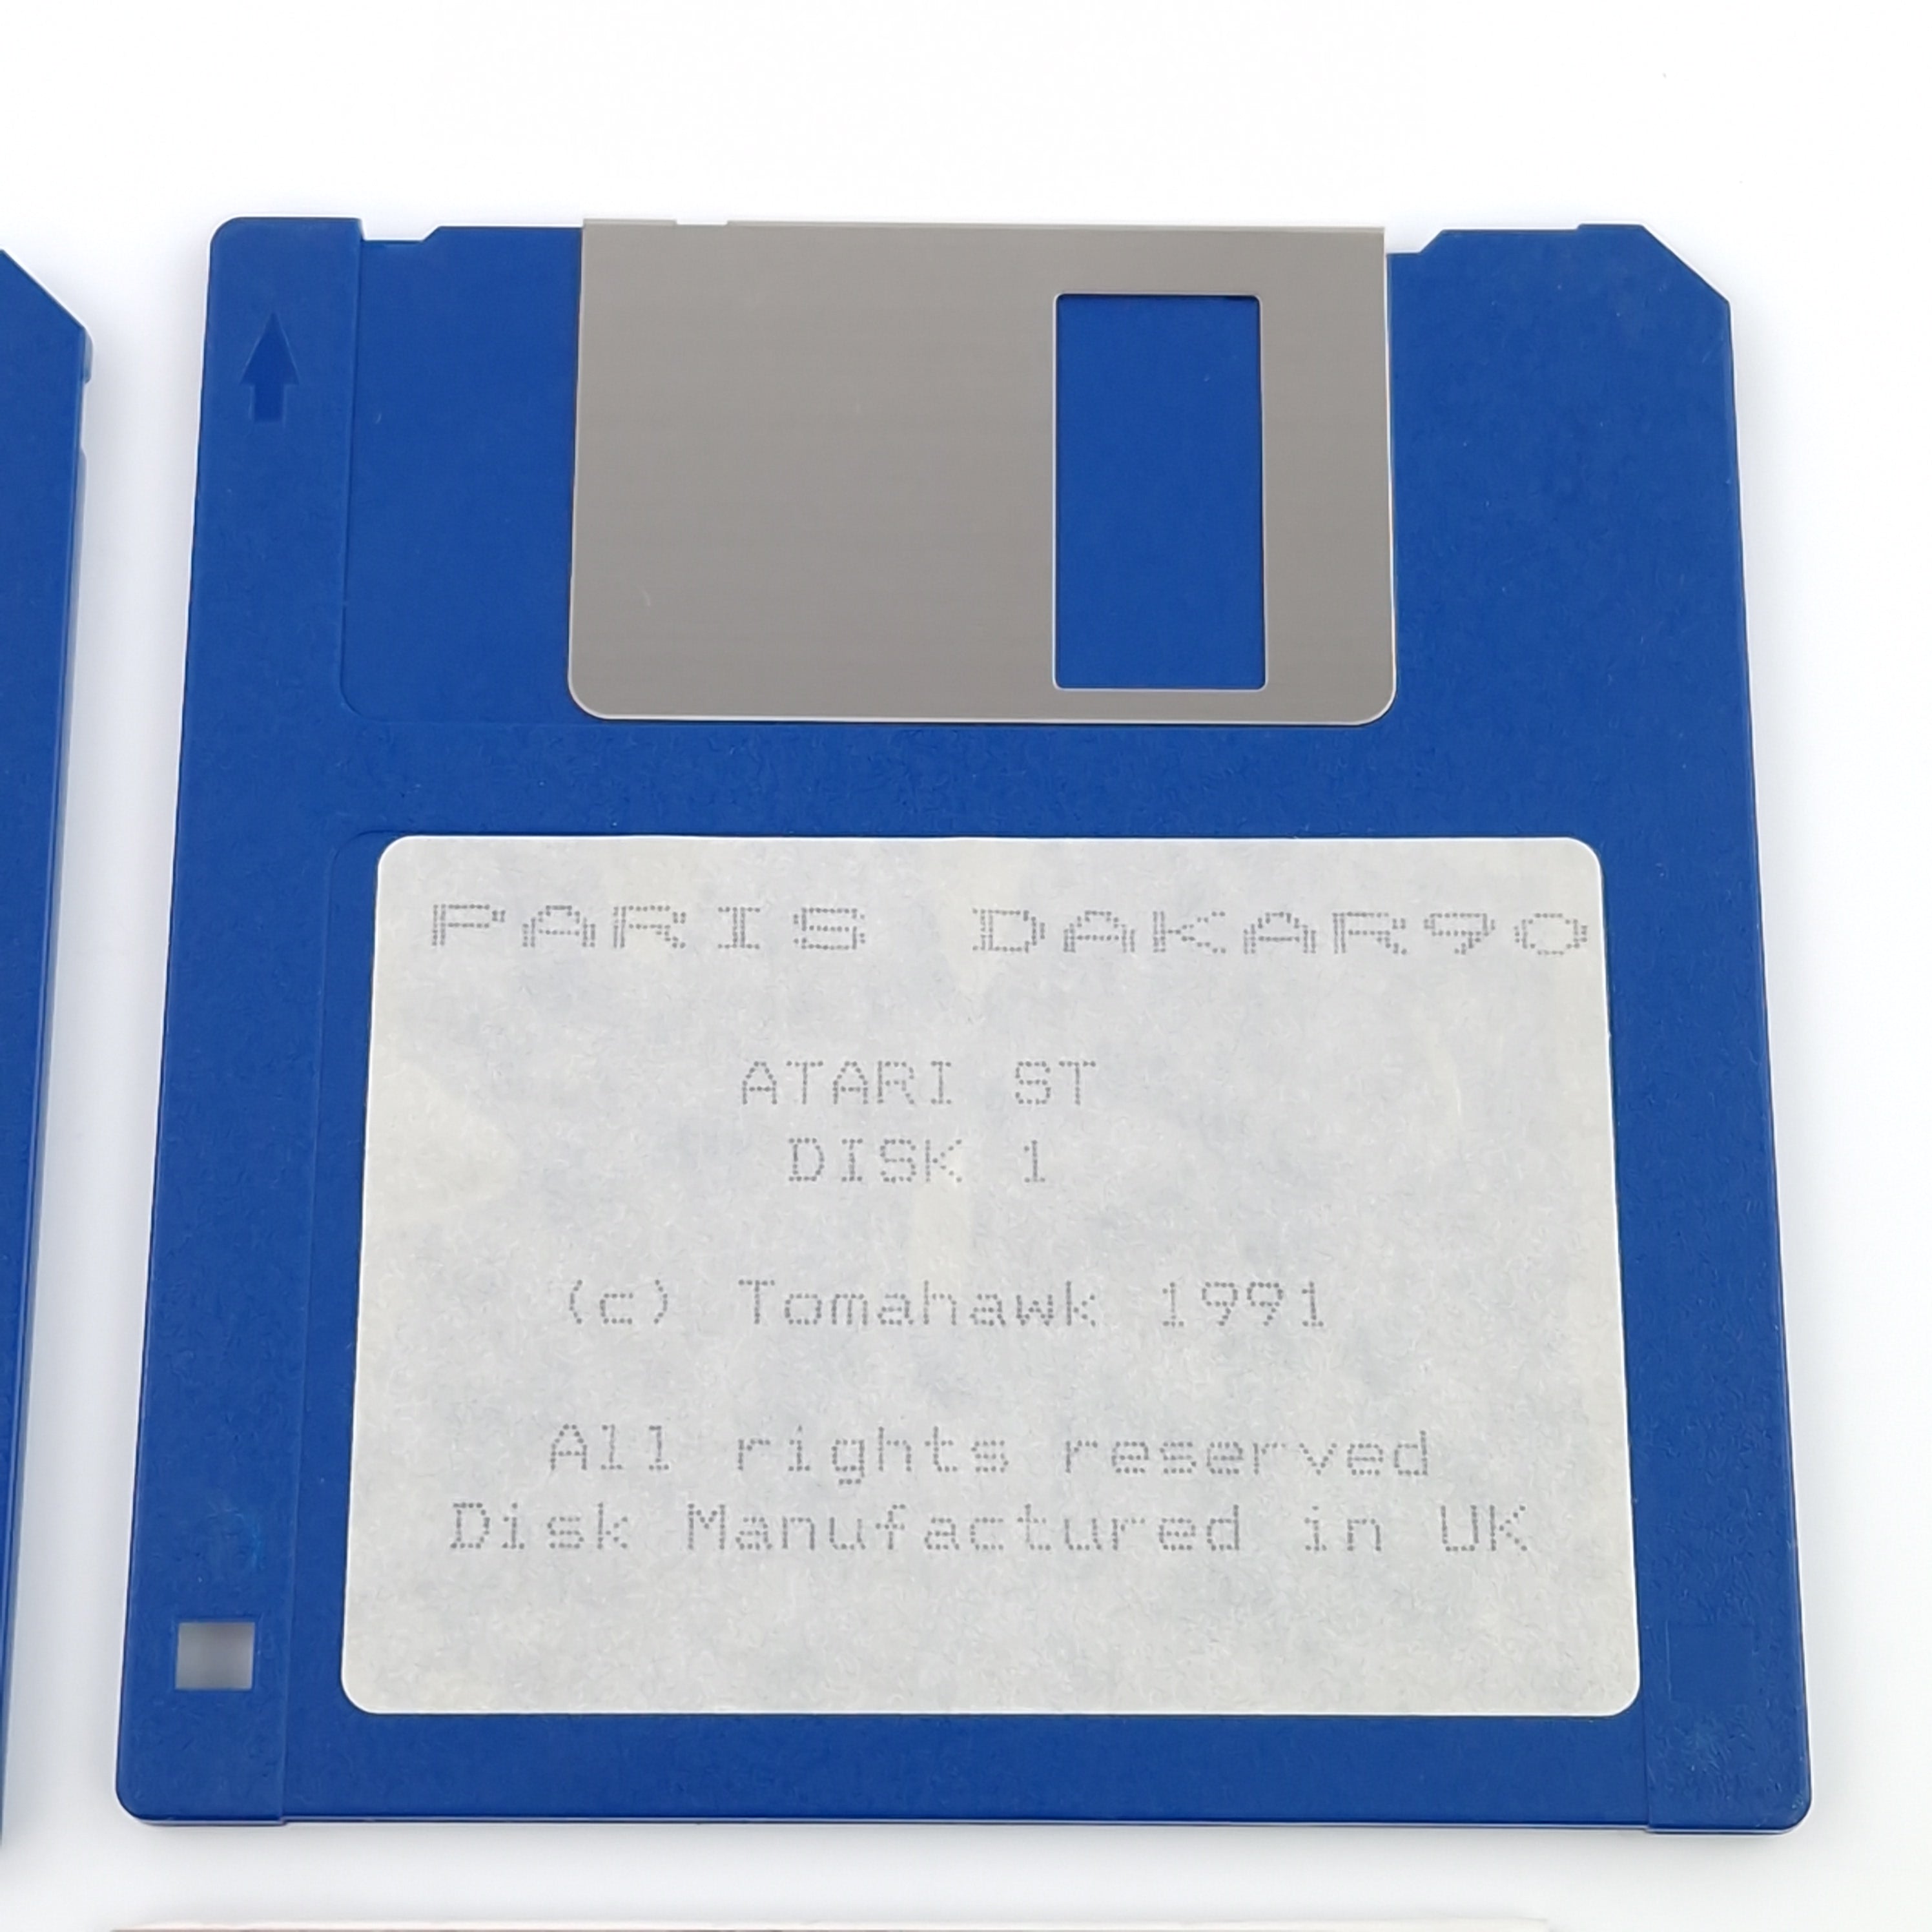 PARIS DAKAR90
ATARI ST
DISK 1
(c) Tomahawk 1991
All rights reserved
Disk Manufactured in UK